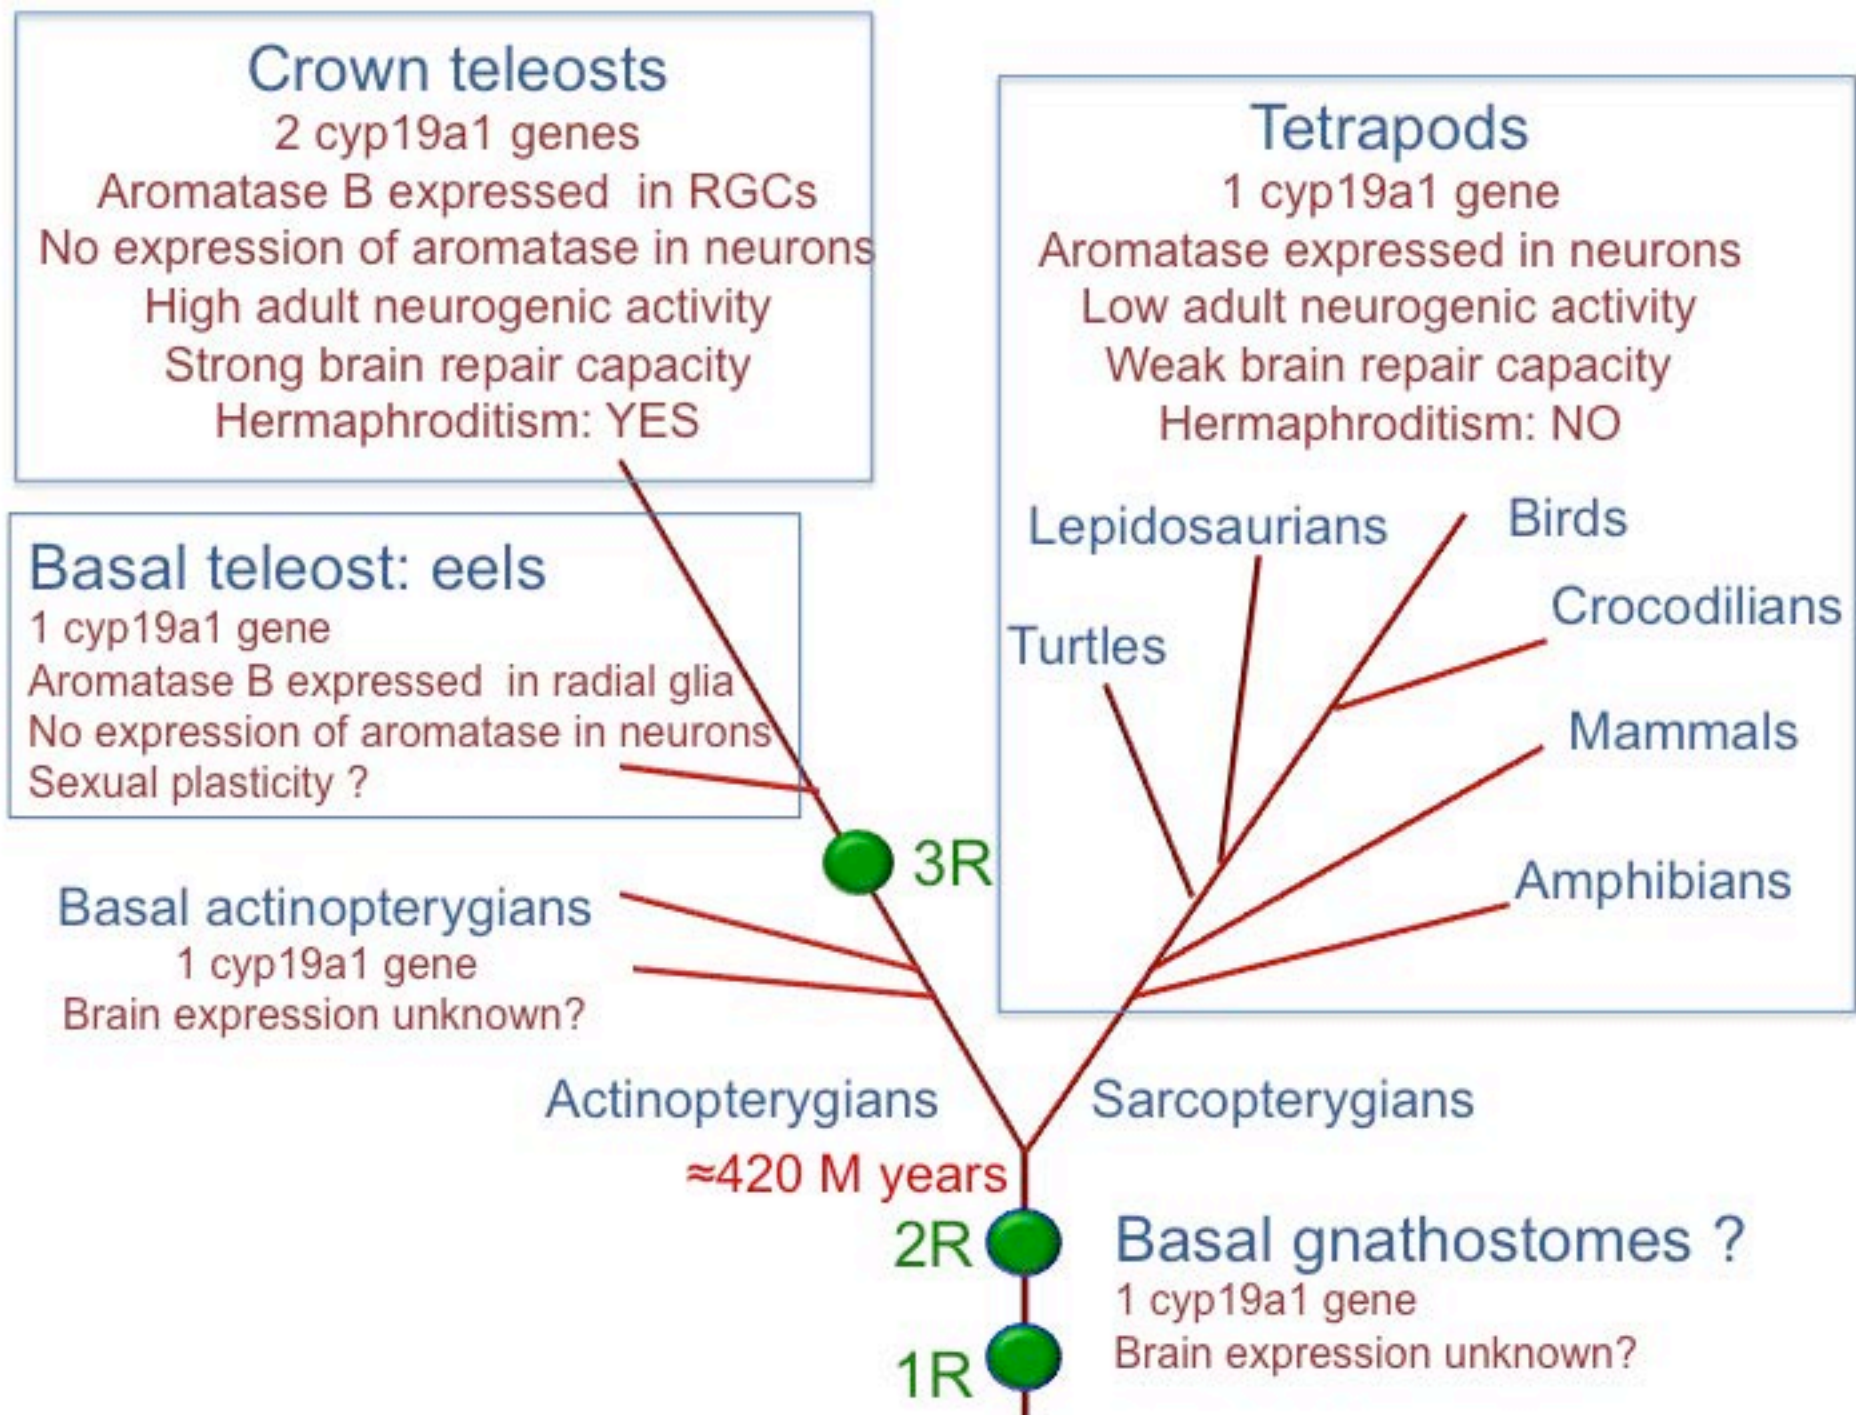 Crown teleosts
2 cyp19a1 genes
Aromatase B expressed in RGCs
No expression of aromatase in neurons
High adult neurogenic activity
Strong brain repair capacity
Hermaphroditism: YES
Tetrapods
1 cyp19a1 gene
Aromatase expressed in neurons
Low adult neurogenic activity
Weak brain repair capacity
Hermaphroditism: NO
Lepidosaurians
Birds
Crocodilians
Turtles
Mammals
Amphibians
Basal teleost: eels
1 cyp19a1 gene
Aromatase B expressed in radial glia
No expression of aromatase in neurons
Sexual plasticity ?
3R
Basal actinopterygians
1 cyp19a1 gene
Brain expression unknown?
Actinopterygians
Sarcopterygians
≈420 M years
2R
Basal gnathostomes ?
1 cyp19a1 gene
Brain expression unknown?
1R